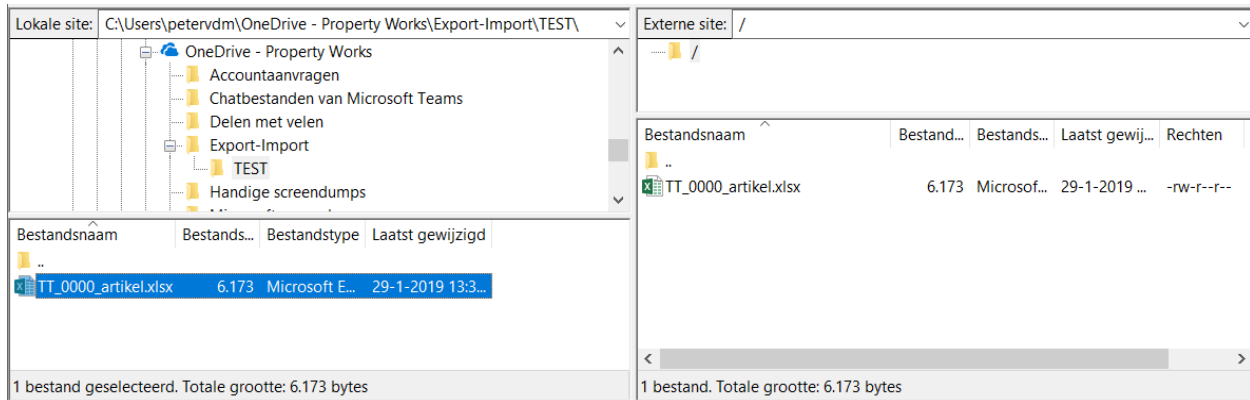 Lokale site: C:\Users\petervdm\OneDrive - Property Works\Export-Import\TEST\
OneDrive - Property Works
Accountaanvragen
Chatbestanden van Microsoft Teams
Delen met velen
Export-Import
TEST
Handige screendumps
Bestandsnaam Bestands... Bestandstype Laatst gewijzigd
..
TT_0000_artikel.xlsx 6.173 Microsoft E... 29-1-2019 13:3...
1 bestand geselecteerd. Totale grootte: 6.173 bytes
Externe site: /
/
Bestandsnaam Bestand... Bestands... Laatst gewij... Rechten
..
TT_0000_artikel.xlsx 6.173 Microsof... 29-1-2019 ... -rw-r--r--
1 bestand. Totale grootte: 6.173 bytes